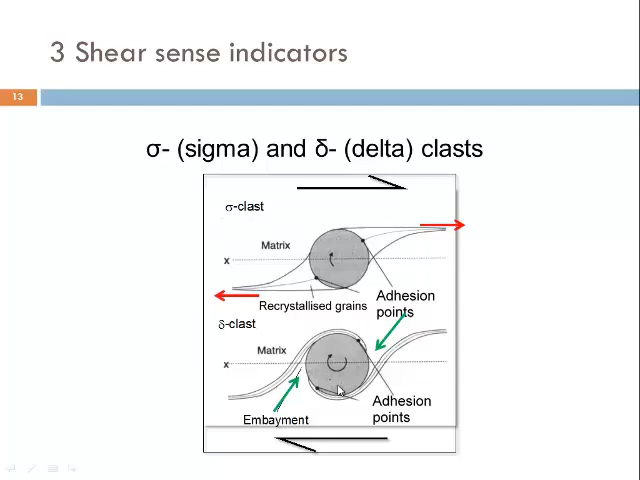 3 Shear sense indicators
13
σ- (sigma) and δ- (delta) clasts
σ-clast
Matrix
x
Adhesion
points
Recrystallised grains
δ-clast
Matrix
x
Adhesion
points
Embayment